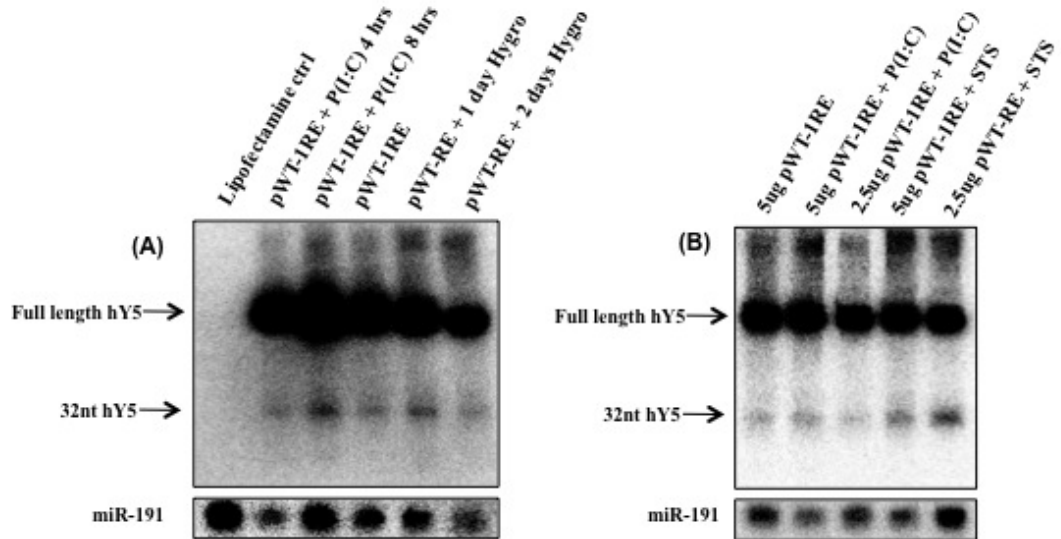 Lipofectamine ctrl
pWT-1RE + P(I:C) 4 hrs
pWT-1RE + P(I:C) 8 hrs
pWT-1RE
pWT-RE + 1 day Hygro
pWT-RE + 2 days Hygro
(A)
Full length hY5
32nt hY5
miR-191
5ug pWT-1RE
5ug pWT-1RE + P(I:C)
2.5ug pWT-1RE + P(I:C)
5ug pWT-1RE + STS
2.5ug pWT-RE + STS
(B)
Full length hY5
32nt hY5
miR-191